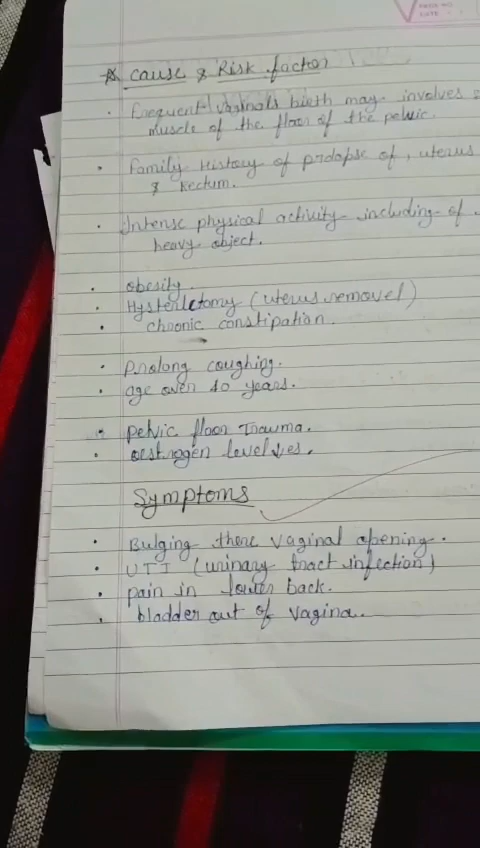 cause & Risk factor
• Frequent vaginals birth may involves
muscle of the floor of the pelvic.
• Family History of prolapse of, uterus
& Rectum.
• Intense physical activity including of
heavy object.
• obesity.
• Hysterectomy (uterus removel)
• chronic constipation.
• Prolong coughing.
• age over 40 years.
• pelvic floor Trauma.
• oestrogen level ↓es.
Symptoms
• Bulging there vaginal opening.
• UTI (urinary tract infection)
• pain in lower back.
• bladder out of vagina.